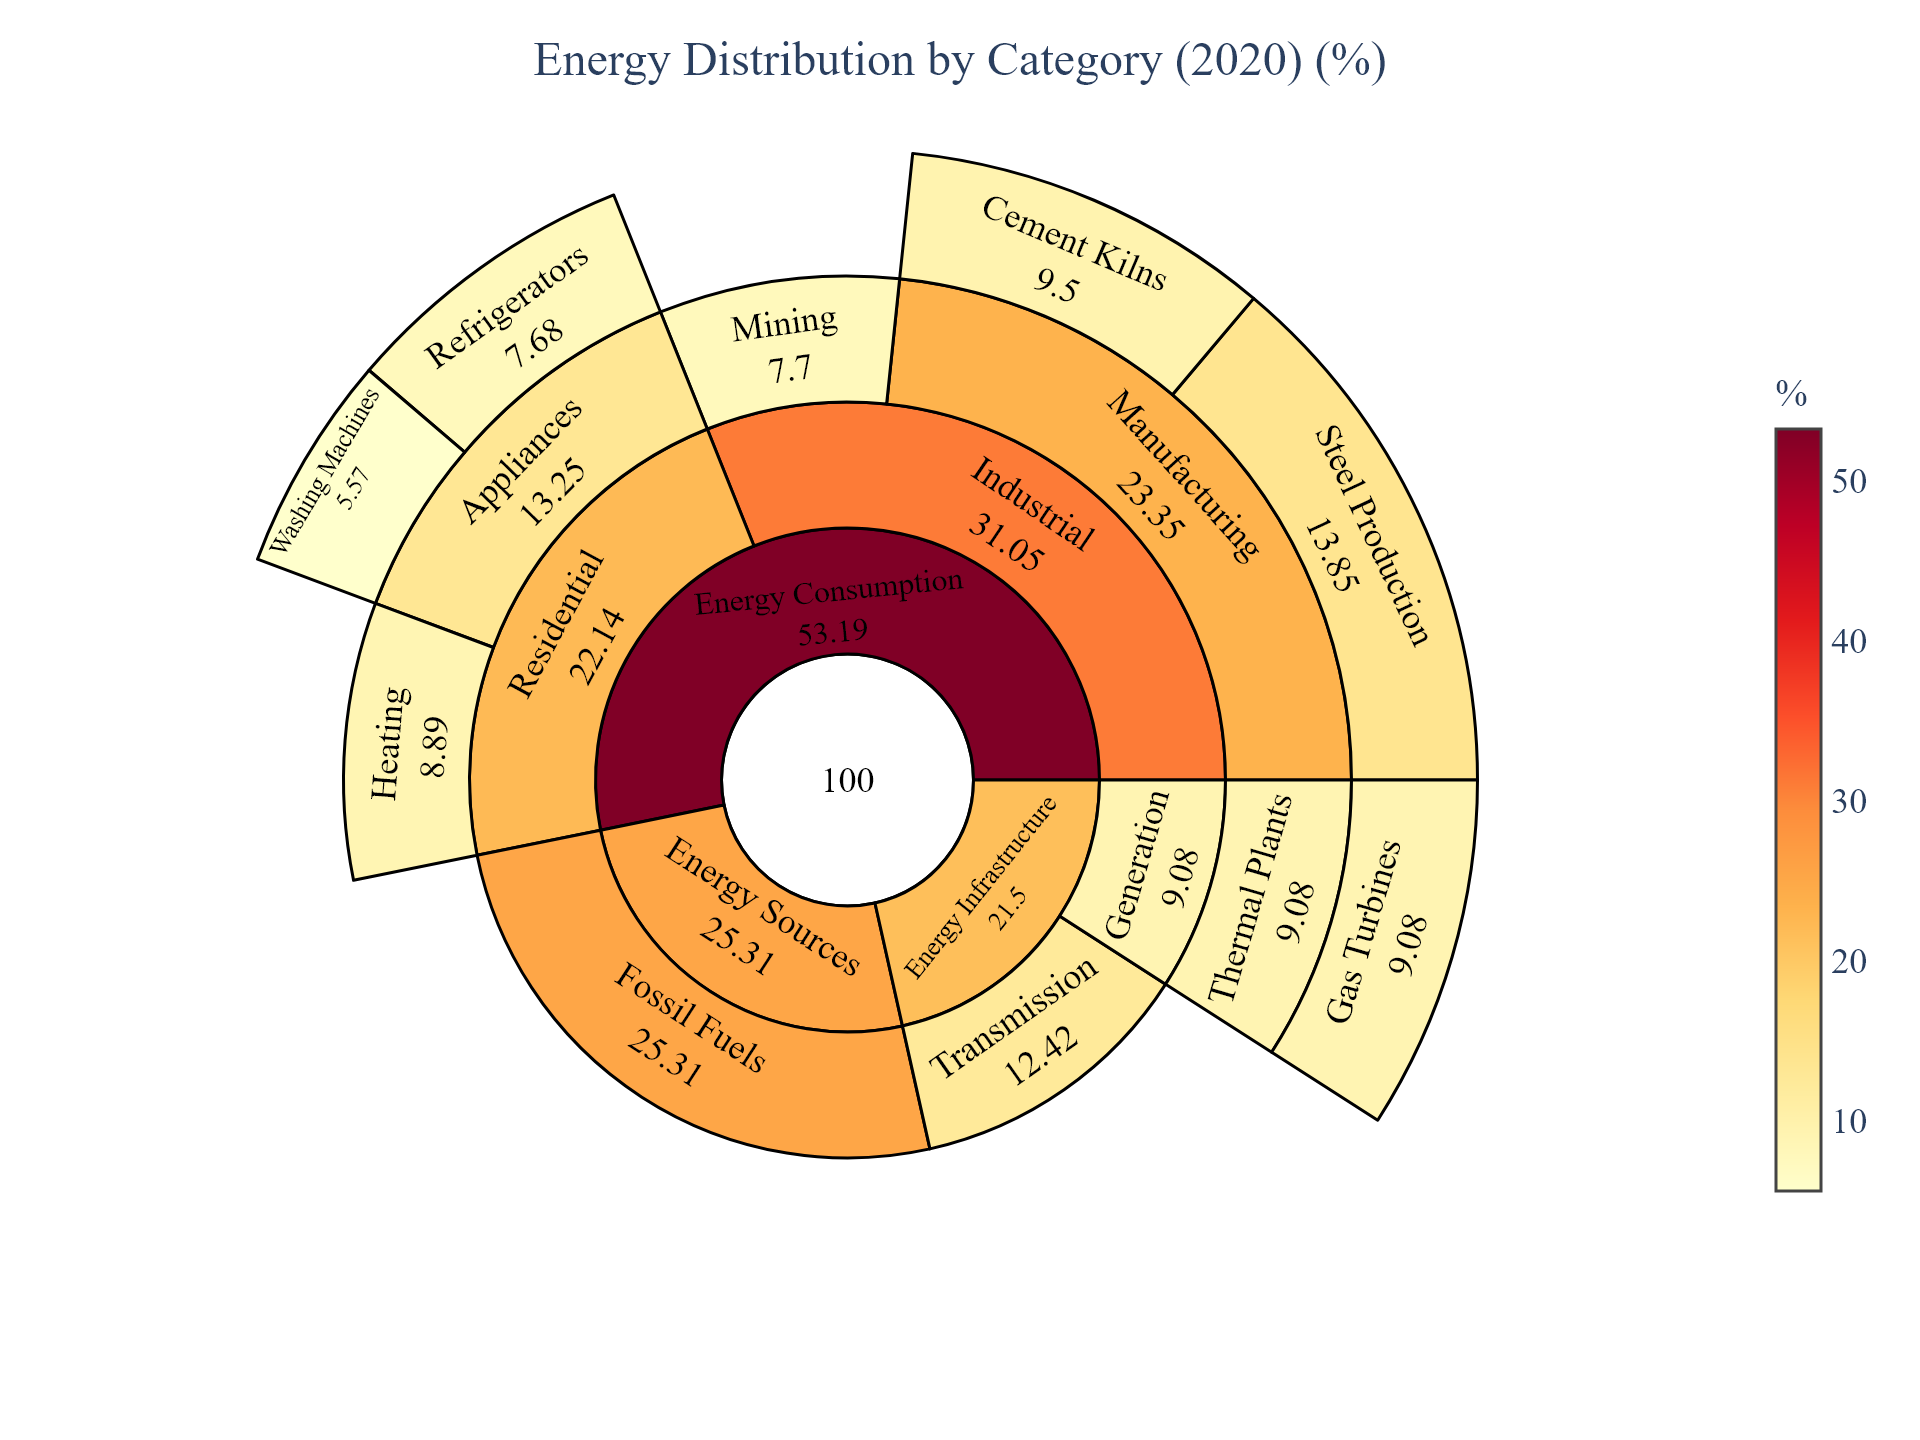 Energy Distribution by Category (2020) (%)
Cement Kilns
9.5
Refrigerators
7.68
Mining
7.7
Washing Machines
5.57
Appliances
13.25
Manufacturing
23.35
Steel Production
13.85
Industrial
31.05
Residential
22.14
Energy Consumption
53.19
Heating
8.89
100
Energy Sources
25.31
Energy Infrastructure
21.5
Generation
9.08
Thermal Plants
9.08
Gas Turbines
9.08
Fossil Fuels
25.31
Transmission
12.42
%
50
40
30
20
10